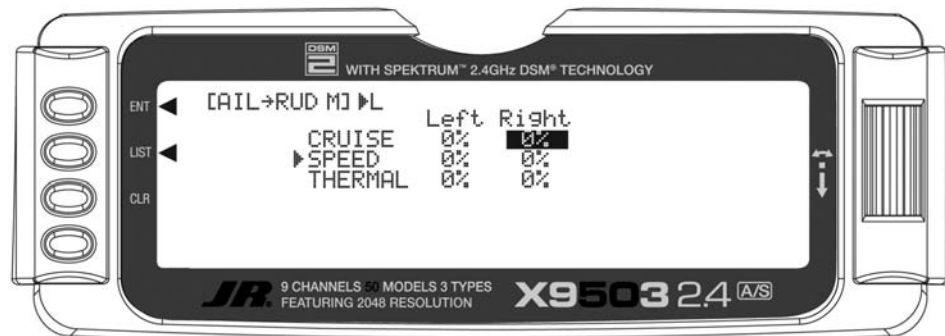 DSM
2
WITH SPEKTRUM™ 2.4GHz DSM® TECHNOLOGY
ENT
LIST
CLR
[AIL→RUD M] ▶L
Left Right
CRUISE 0% 0%
▶SPEED 0% 0%
THERMAL 0% 0%
JR. 9 CHANNELS 50 MODELS 3 TYPES
FEATURING 2048 RESOLUTION
X9503 2.4 A/S